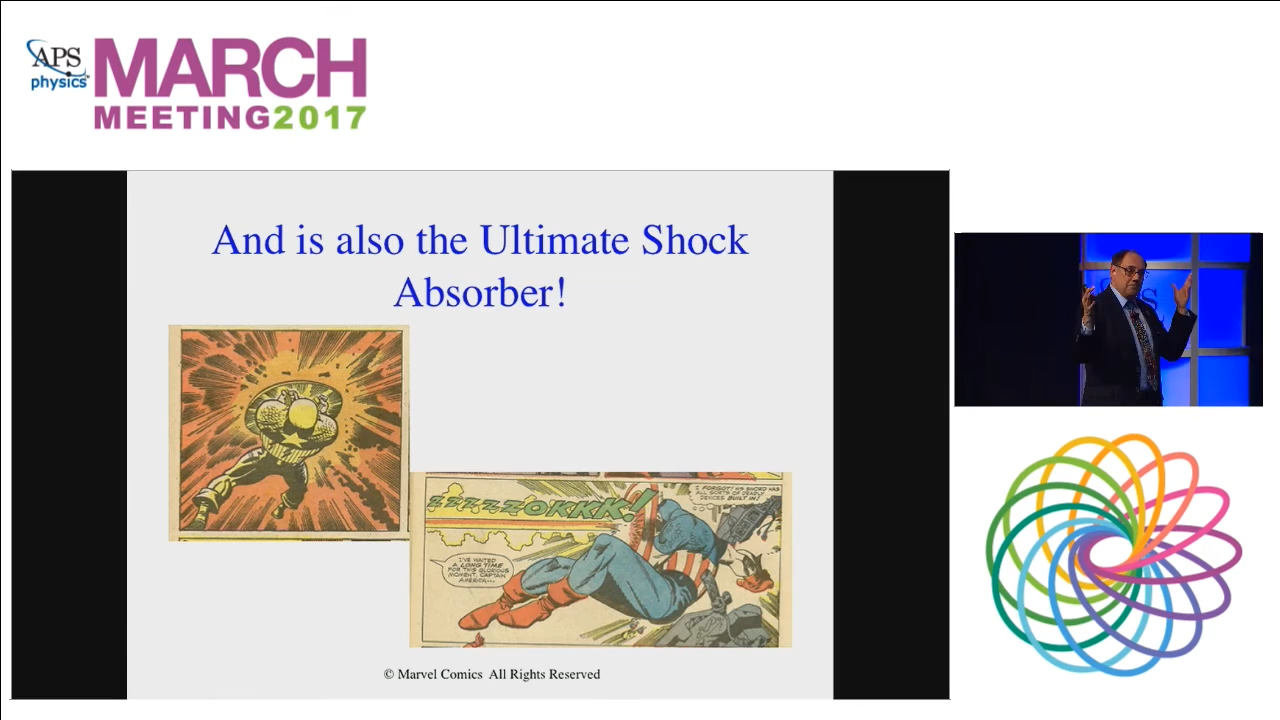 APS
physics
MARCH
MEETING2017
And is also the Ultimate Shock
Absorber!
ZZZZZZOKKK!
I FORGOT! HIS SWORD HAS
ALL SORTS OF DEADLY
DEVICES BUILT IN!
I'VE WAITED
A LONG TIME
FOR THIS GLORIOUS
MOMENT, CAPTAIN
AMERICA...
© Marvel Comics All Rights Reserved